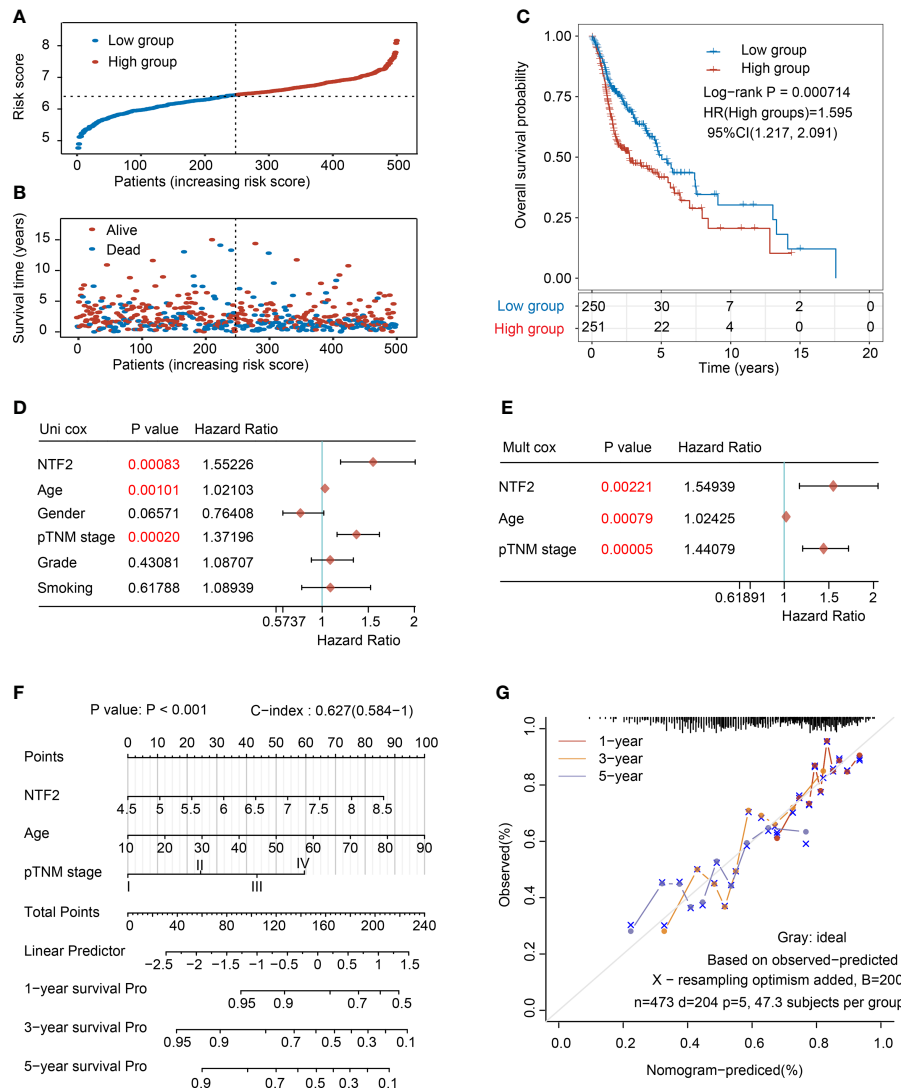 A
Risk score
8
7
6
5
Low group
High group
0
100
200
300
400
500
Patients (increasing risk score)
B
Survival time (years)
15
10
5
0
Alive
Dead
0
100
200
300
400
500
Patients (increasing risk score)
C
Overall survival probability
1.00
0.75
0.50
0.25
0.00
Low group
High group
Log−rank P = 0.000714
HR(High groups)=1.595
95%CI(1.217, 2.091)
Low group 250 30 7 2 0
High group 251 22 4 0 0
0 5 10 15 20
Time (years)
D
Uni cox P value Hazard Ratio
NTF2 0.00083 1.55226
Age 0.00101 1.02103
Gender 0.06571 0.76408
pTNM stage 0.00020 1.37196
Grade 0.43081 1.08707
Smoking 0.61788 1.08939
0.5737 1 1.5 2
Hazard Ratio
E
Mult cox P value Hazard Ratio
NTF2 0.00221 1.54939
Age 0.00079 1.02425
pTNM stage 0.00005 1.44079
0.61891 1 1.5 2
Hazard Ratio
F
P value: P < 0.001 C−index : 0.627(0.584−1)
Points 0 10 20 30 40 50 60 70 80 90 100
NTF2 4.5 5 5.5 6 6.5 7 7.5 8 8.5
Age 10 20 30 40 50 60 70 80 90
pTNM stage I II III IV
Total Points 0 40 80 120 160 200 240
Linear Predictor −2.5 −2 −1.5 −1 −0.5 0 0.5 1 1.5
1−year survival Pro 0.95 0.9 0.7 0.5
3−year survival Pro 0.95 0.9 0.7 0.5 0.3 0.1
5−year survival Pro 0.9 0.7 0.5 0.3 0.1
G
Observed(%)
1.0
0.8
0.6
0.4
0.2
0.0
1−year
3−year
5−year
Gray: ideal
Based on observed−predicted
X − resampling optimism added, B=200
n=473 d=204 p=5, 47.3 subjects per group
0.0 0.2 0.4 0.6 0.8 1.0
Nomogram−prediced(%)